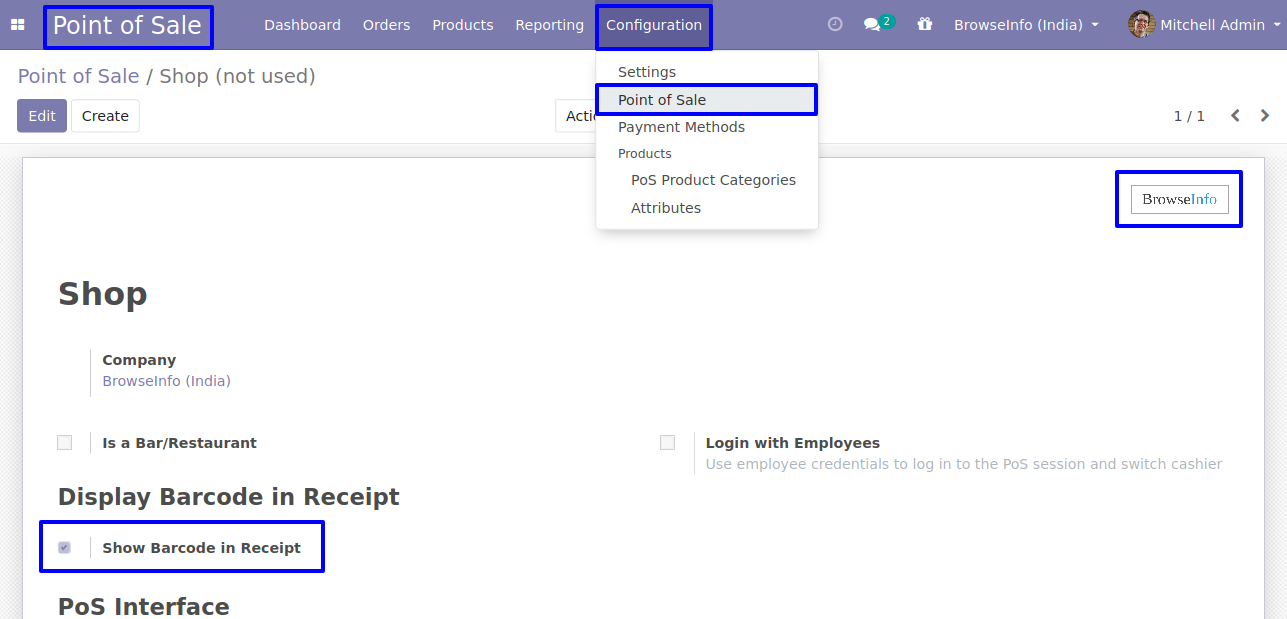 Point of Sale Dashboard Orders Products Reporting Configuration 2 BrowseInfo (India) Mitchell Admin
Point of Sale / Shop (not used)
Settings
Point of Sale
Payment Methods
Products
PoS Product Categories
Attributes
Edit Create Actio 1 / 1
BrowseInfo
Shop
Company
BrowseInfo (India)
Is a Bar/Restaurant
Login with Employees
Use employee credentials to log in to the PoS session and switch cashier
Display Barcode in Receipt
Show Barcode in Receipt
PoS Interface